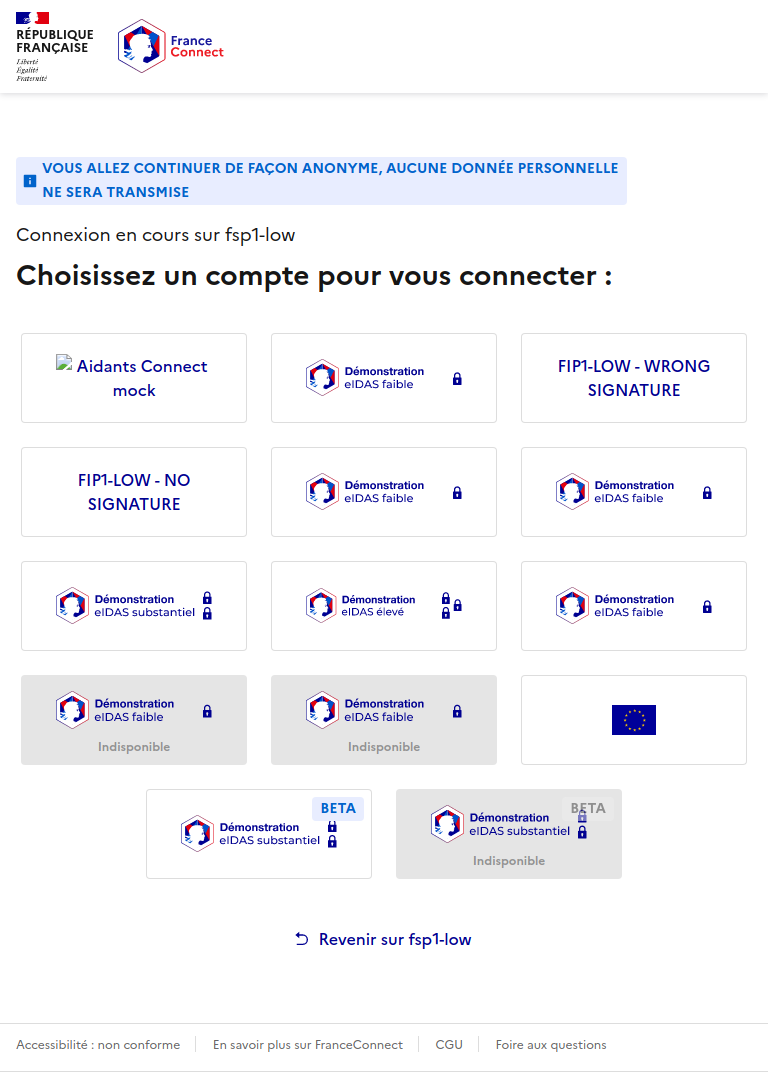 RÉPUBLIQUE
FRANÇAISE
Liberté
Égalité
Fraternité
France
Connect
VOUS ALLEZ CONTINUER DE FAÇON ANONYME, AUCUNE DONNÉE PERSONNELLE
NE SERA TRANSMISE
Connexion en cours sur fsp1-low
Choisissez un compte pour vous connecter :
Aidants Connect
mock
Démonstration
eIDAS faible
FIP1-LOW - WRONG
SIGNATURE
FIP1-LOW - NO
SIGNATURE
Démonstration
eIDAS faible
Démonstration
eIDAS faible
Démonstration
eIDAS substantiel
Démonstration
eIDAS élevé
Démonstration
eIDAS faible
Démonstration
eIDAS faible
Indisponible
Démonstration
eIDAS faible
Indisponible
BETA
Démonstration
eIDAS substantiel
BETA
Démonstration
eIDAS substantiel
Indisponible
Revenir sur fsp1-low
Accessibilité : non conforme
En savoir plus sur FranceConnect
CGU
Foire aux questions